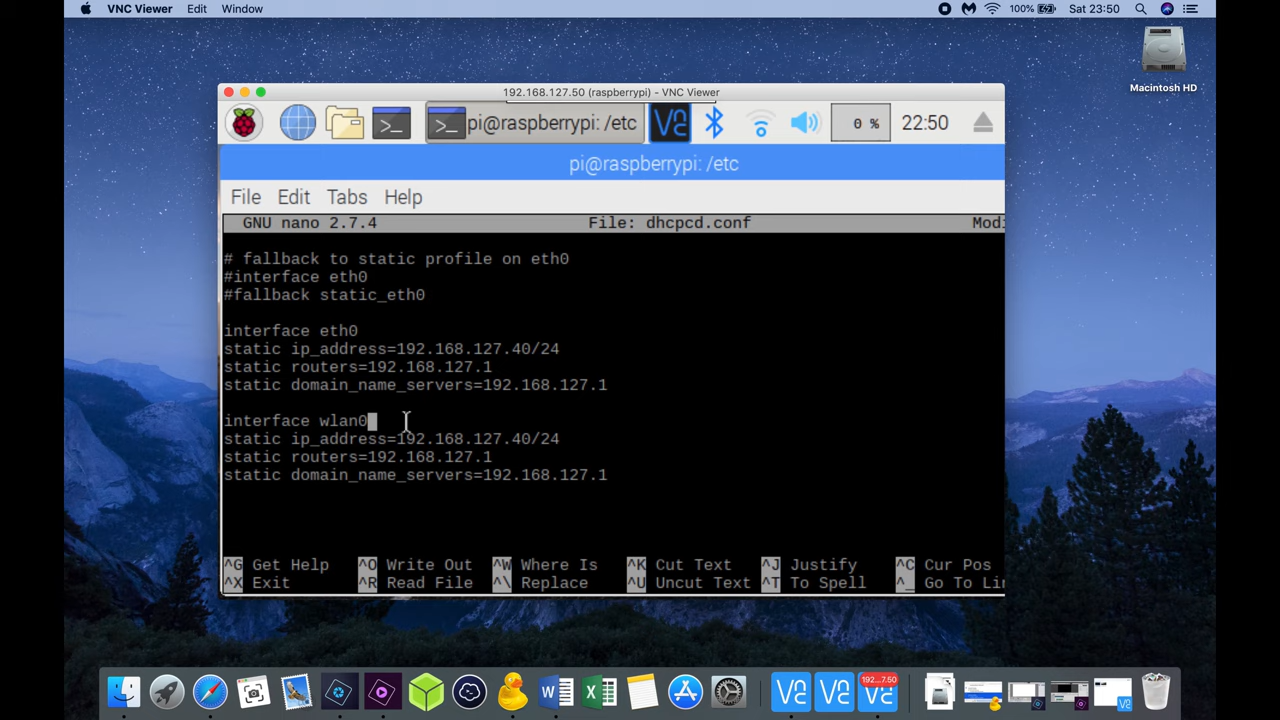 VNC Viewer Edit Window 100% Sat 23:50
Macintosh HD
192.168.127.50 (raspberrypi) - VNC Viewer
>_ >_ pi@raspberrypi: /etc V2 0 % 22:50
pi@raspberrypi: /etc
File Edit Tabs Help
GNU nano 2.7.4 File: dhcpcd.conf Modi
# fallback to static profile on eth0
#interface eth0
#fallback static_eth0
interface eth0
static ip_address=192.168.127.40/24
static routers=192.168.127.1
static domain_name_servers=192.168.127.1
interface wlan0
static ip_address=192.168.127.40/24
static routers=192.168.127.1
static domain_name_servers=192.168.127.1
^G Get Help ^O Write Out ^W Where Is ^K Cut Text ^J Justify ^C Cur Pos
^X Exit ^R Read File ^\ Replace ^U Uncut Text ^T To Spell ^_ Go To Lin
192...7.50